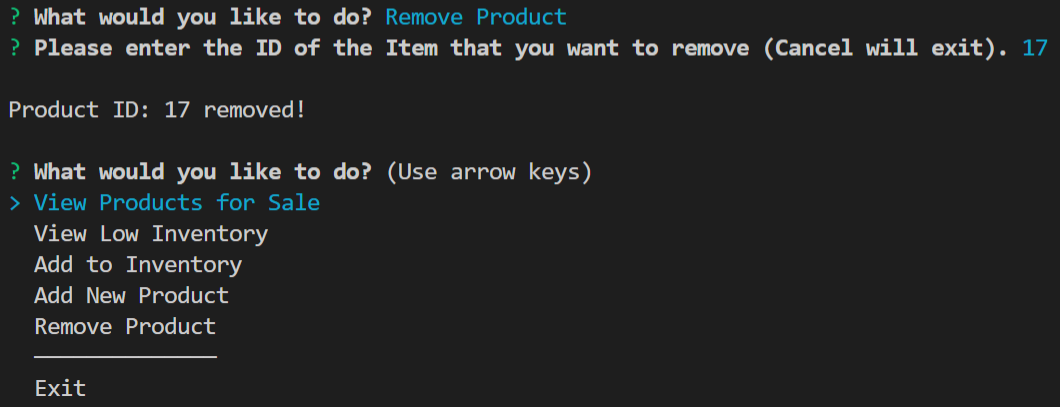 ? What would you like to do? Remove Product
? Please enter the ID of the Item that you want to remove (Cancel will exit). 17
Product ID: 17 removed!
? What would you like to do? (Use arrow keys)
> View Products for Sale
View Low Inventory
Add to Inventory
Add New Product
Remove Product
──────────────
Exit